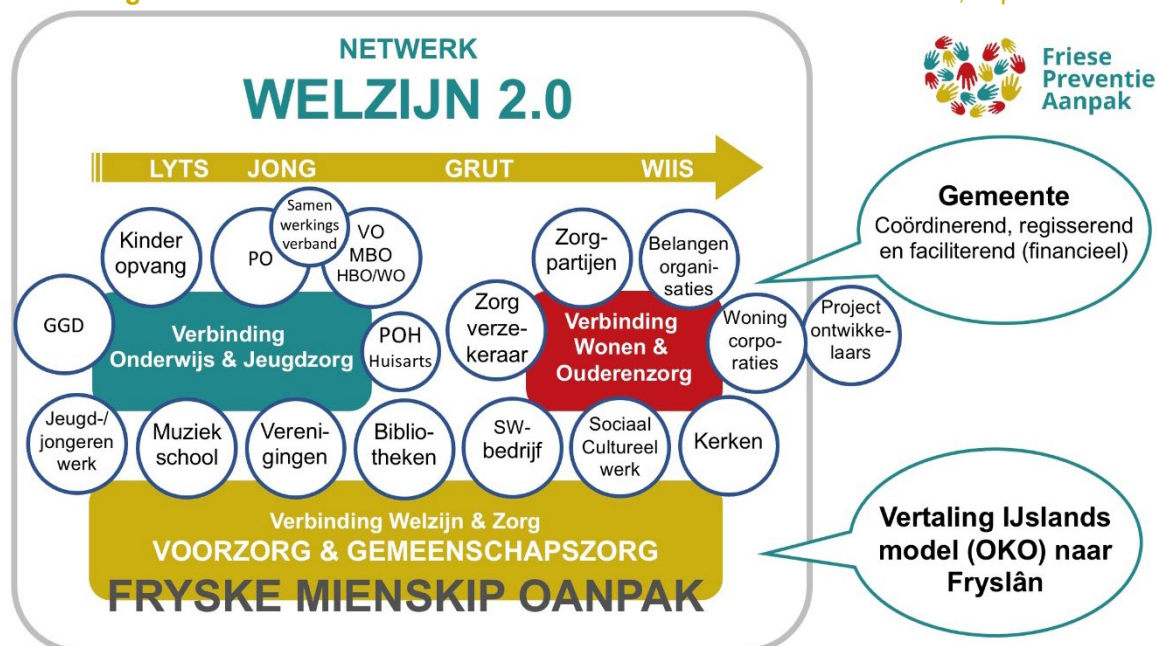 NETWERK
WELZIJN 2.0
Friese
Preventie
Aanpak
LYTS JONG GRUT WIIS
Gemeente
Coördinerend, regisserend
en faciliterend (financieel)
Kinder
opvang
PO
Samen
werkings
verband
VO
MBO
HBO/WO
Zorg-
partijen
Belangen
organi-
saties
GGD
Verbinding
Onderwijs & Jeugdzorg
POH
Huisarts
Zorg
verze-
keraar
Verbinding
Wonen &
Ouderenzorg
Woning
corpo-
raties
Project
ontwikke-
laars
Jeugd-/
jongeren
werk
Muziek
school
Vereni-
gingen
Biblio-
theken
SW-
bedrijf
Sociaal
Cultureel
werk
Kerken
Verbinding Welzijn & Zorg
VOORZORG & GEMEENSCHAPSZORG
FRYSKE MIENSKIP OANPAK
Vertaling IJslands
model (OKO) naar
Fryslân